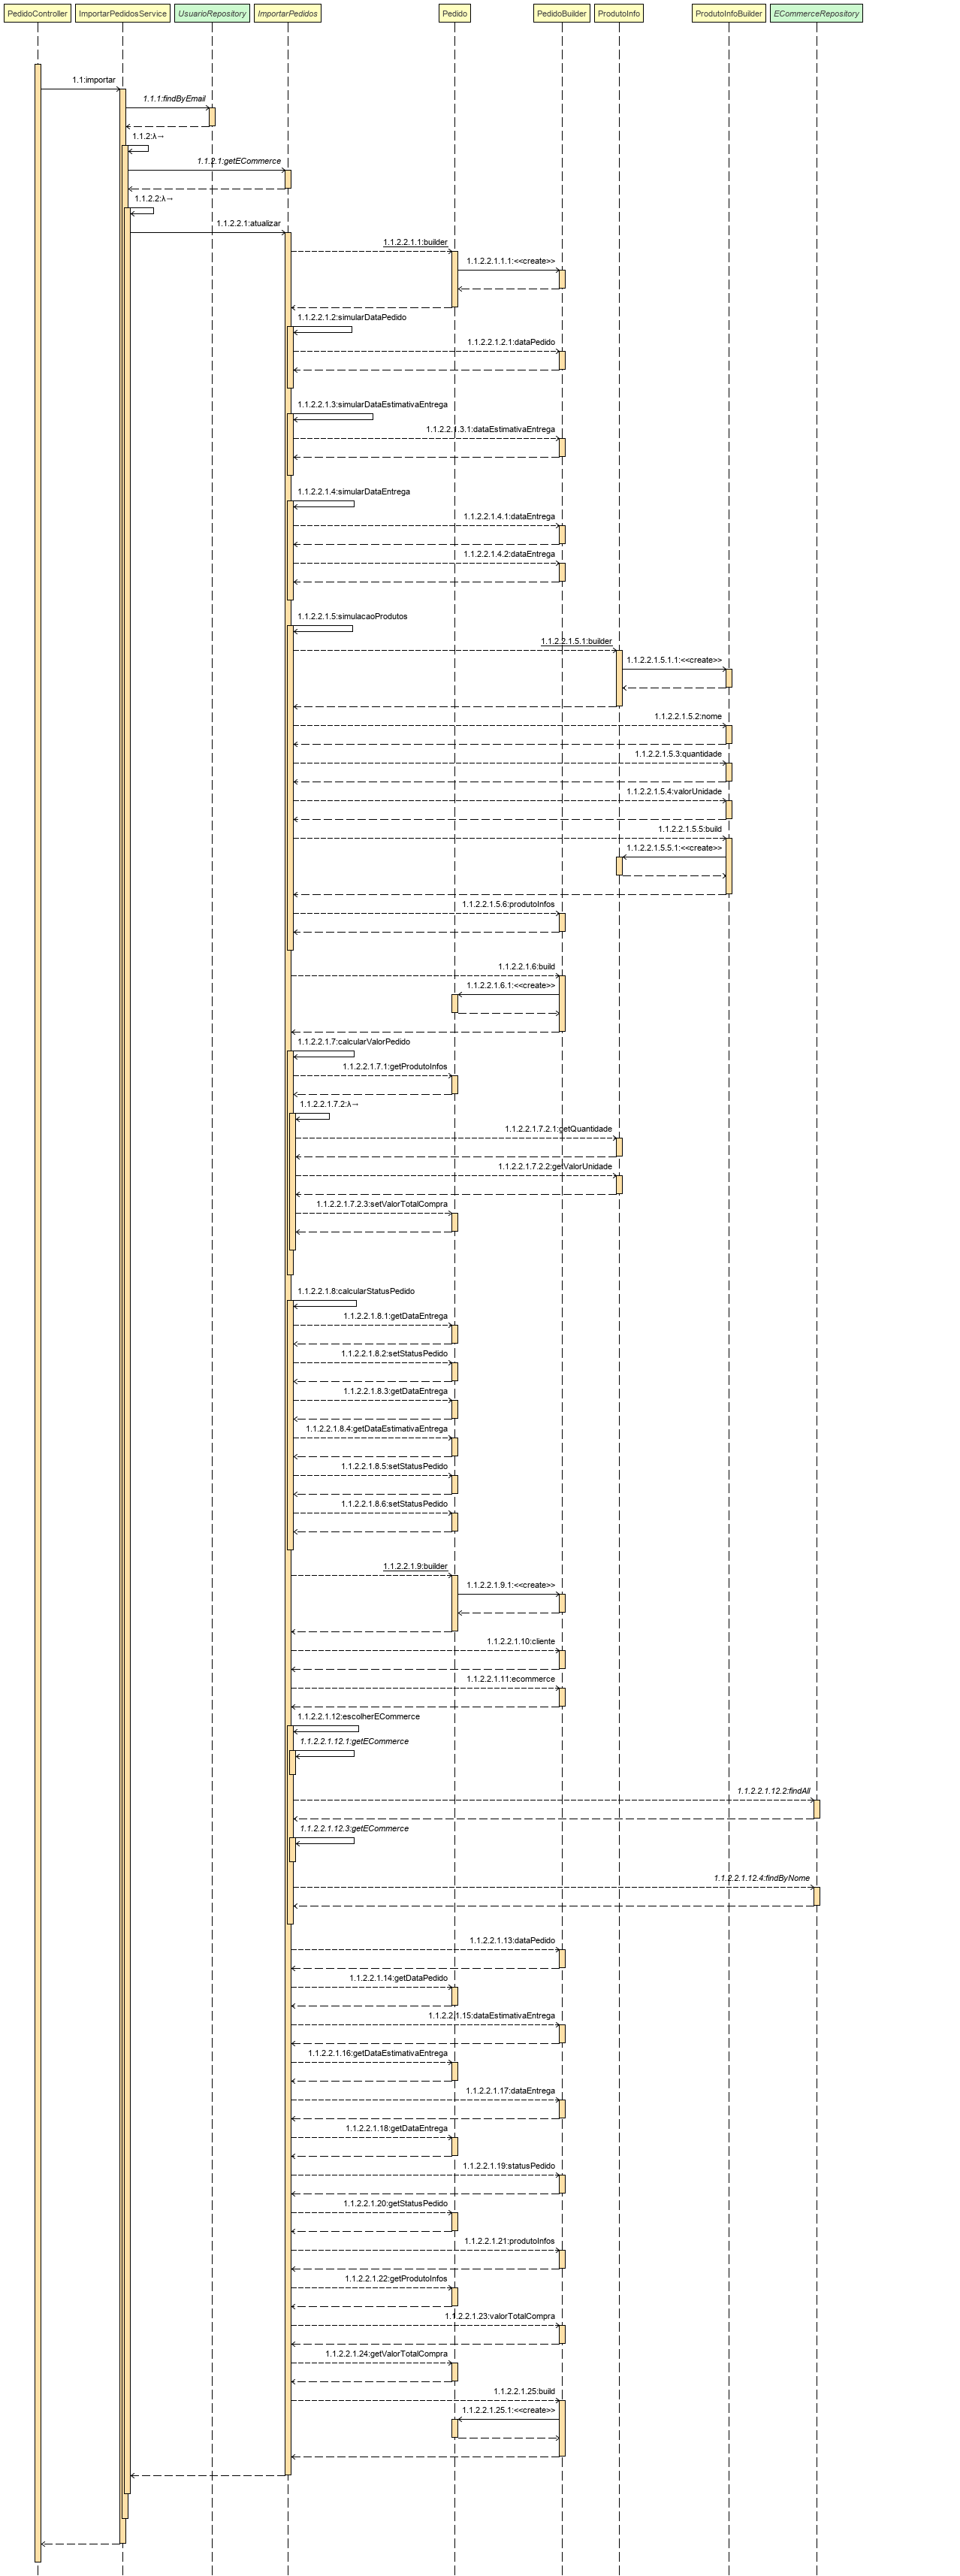 PedidoController ImportarPedidosService UsuarioRepository ImportarPedidos Pedido PedidoBuilder ProdutoInfo ProdutoInfoBuilder ECommerceRepository
1.1:importar
1.1.1:findByEmail
1.1.2:λ→
1.1.2.1:getECommerce
1.1.2.2:λ→
1.1.2.2.1:atualizar
1.1.2.2.1.1:builder
1.1.2.2.1.1.1:<<create>>
1.1.2.2.1.2:simularDataPedido
1.1.2.2.1.2.1:dataPedido
1.1.2.2.1.3:simularDataEstimativaEntrega
1.1.2.2.1.3.1:dataEstimativaEntrega
1.1.2.2.1.4:simularDataEntrega
1.1.2.2.1.4.1:dataEntrega
1.1.2.2.1.4.2:dataEntrega
1.1.2.2.1.5:simulacaoProdutos
1.1.2.2.1.5.1:builder
1.1.2.2.1.5.1.1:<<create>>
1.1.2.2.1.5.2:nome
1.1.2.2.1.5.3:quantidade
1.1.2.2.1.5.4:valorUnidade
1.1.2.2.1.5.5:build
1.1.2.2.1.5.5.1:<<create>>
1.1.2.2.1.5.6:produtoInfos
1.1.2.2.1.6:build
1.1.2.2.1.6.1:<<create>>
1.1.2.2.1.7:calcularValorPedido
1.1.2.2.1.7.1:getProdutoInfos
1.1.2.2.1.7.2:λ→
1.1.2.2.1.7.2.1:getQuantidade
1.1.2.2.1.7.2.2:getValorUnidade
1.1.2.2.1.7.2.3:setValorTotalCompra
1.1.2.2.1.8:calcularStatusPedido
1.1.2.2.1.8.1:getDataEntrega
1.1.2.2.1.8.2:setStatusPedido
1.1.2.2.1.8.3:getDataEntrega
1.1.2.2.1.8.4:getDataEstimativaEntrega
1.1.2.2.1.8.5:setStatusPedido
1.1.2.2.1.8.6:setStatusPedido
1.1.2.2.1.9:builder
1.1.2.2.1.9.1:<<create>>
1.1.2.2.1.10:cliente
1.1.2.2.1.11:ecommerce
1.1.2.2.1.12:escolherECommerce
1.1.2.2.1.12.1:getECommerce
1.1.2.2.1.12.2:findAll
1.1.2.2.1.12.3:getECommerce
1.1.2.2.1.12.4:findByNome
1.1.2.2.1.13:dataPedido
1.1.2.2.1.14:getDataPedido
1.1.2.2.1.15:dataEstimativaEntrega
1.1.2.2.1.16:getDataEstimativaEntrega
1.1.2.2.1.17:dataEntrega
1.1.2.2.1.18:getDataEntrega
1.1.2.2.1.19:statusPedido
1.1.2.2.1.20:getStatusPedido
1.1.2.2.1.21:produtoInfos
1.1.2.2.1.22:getProdutoInfos
1.1.2.2.1.23:valorTotalCompra
1.1.2.2.1.24:getValorTotalCompra
1.1.2.2.1.25:build
1.1.2.2.1.25.1:<<create>>